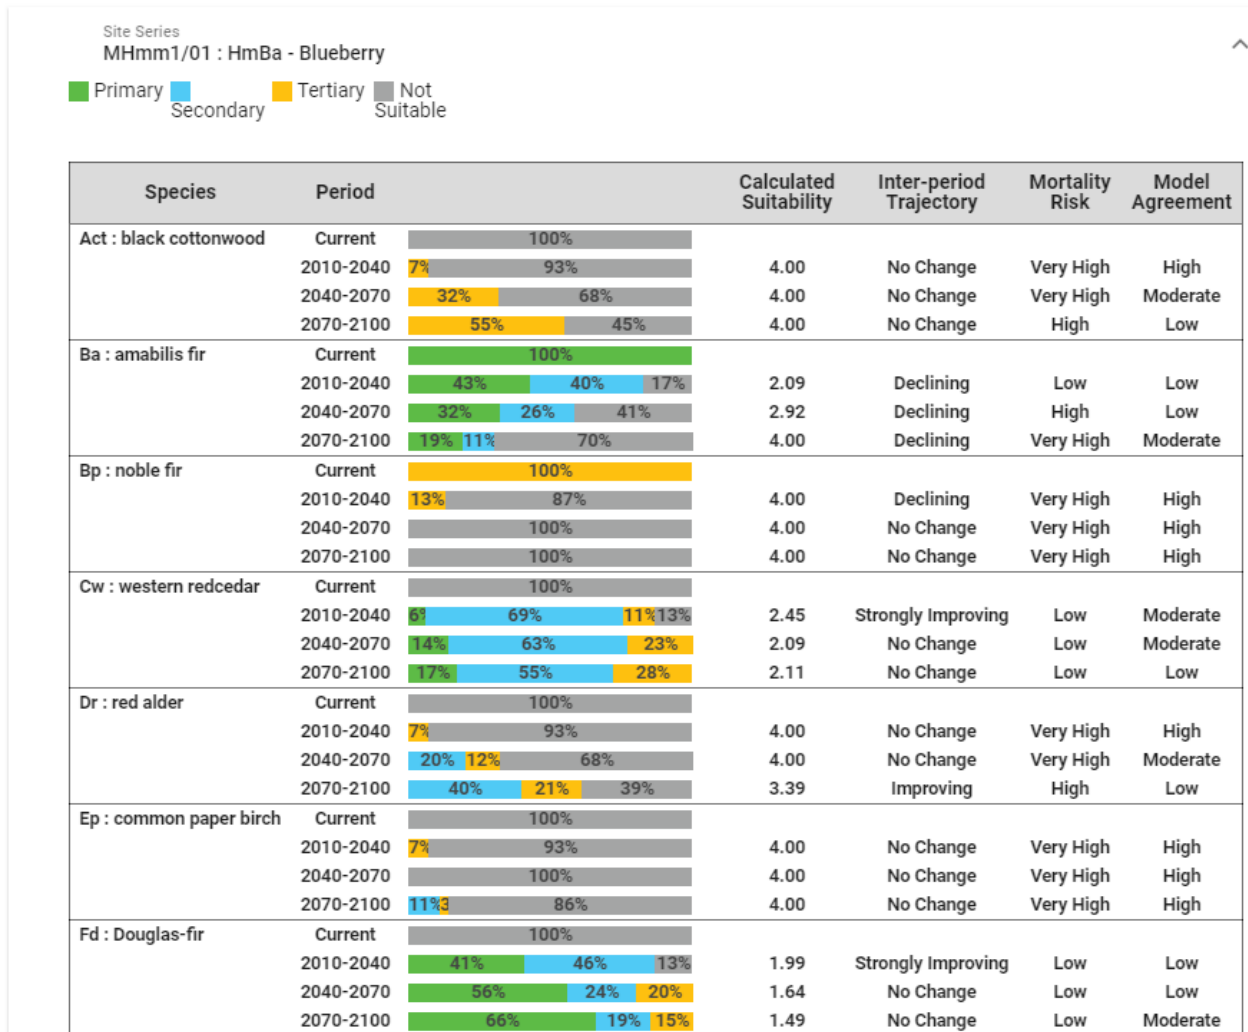 Site Series
MHmm1/01 : HmBa - Blueberry
Primary Secondary Tertiary Not Suitable
Species Period Calculated Suitability Inter-period Trajectory Mortality Risk Model Agreement
Act : black cottonwood Current 100%
2010-2040 7% 93% 4.00 No Change Very High High
2040-2070 32% 68% 4.00 No Change Very High Moderate
2070-2100 55% 45% 4.00 No Change High Low
Ba : amabilis fir Current 100%
2010-2040 43% 40% 17% 2.09 Declining Low Low
2040-2070 32% 26% 41% 2.92 Declining High Low
2070-2100 19% 11% 70% 4.00 Declining Very High Moderate
Bp : noble fir Current 100%
2010-2040 13% 87% 4.00 Declining Very High High
2040-2070 100% 4.00 No Change Very High High
2070-2100 100% 4.00 No Change Very High High
Cw : western redcedar Current 100%
2010-2040 6% 69% 11% 13% 2.45 Strongly Improving Low Moderate
2040-2070 14% 63% 23% 2.09 No Change Low Moderate
2070-2100 17% 55% 28% 2.11 No Change Low Low
Dr : red alder Current 100%
2010-2040 7% 93% 4.00 No Change Very High High
2040-2070 20% 12% 68% 4.00 No Change Very High Moderate
2070-2100 40% 21% 39% 3.39 Improving High Low
Ep : common paper birch Current 100%
2010-2040 7% 93% 4.00 No Change Very High High
2040-2070 100% 4.00 No Change Very High High
2070-2100 11% 3 86% 4.00 No Change Very High High
Fd : Douglas-fir Current 100%
2010-2040 41% 46% 13% 1.99 Strongly Improving Low Low
2040-2070 56% 24% 20% 1.64 No Change Low Low
2070-2100 66% 19% 15% 1.49 No Change Low Moderate